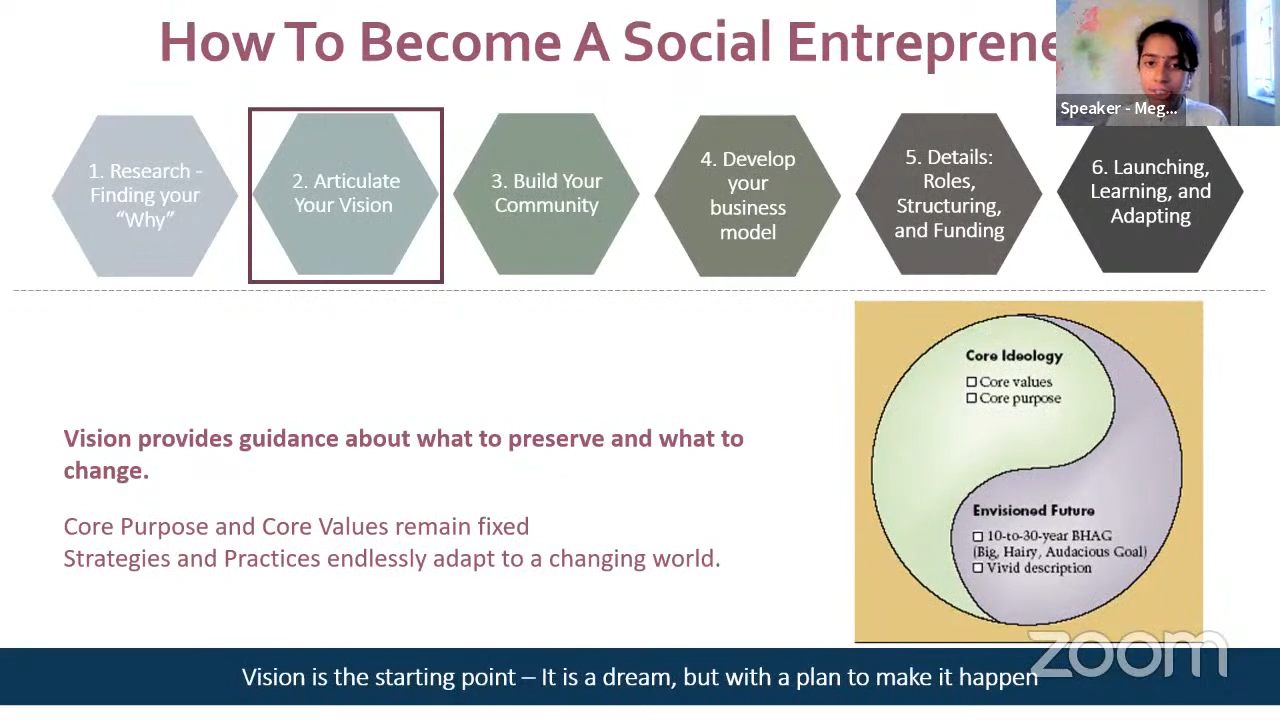 How To Become A Social Entreprene
Speaker - Meg...
1. Research -
Finding your
“Why”
2. Articulate
Your Vision
3. Build Your
Community
4. Develop
your
business
model
5. Details:
Roles,
Structuring,
and Funding
6. Launching,
Learning, and
Adapting
Vision provides guidance about what to preserve and what to
change.
Core Purpose and Core Values remain fixed
Strategies and Practices endlessly adapt to a changing world.
Core Ideology
☐ Core values
☐ Core purpose
Envisioned Future
☐ 10-to-30-year BHAG
(Big, Hairy, Audacious Goal)
☐ Vivid description
zoom
Vision is the starting point – It is a dream, but with a plan to make it happen